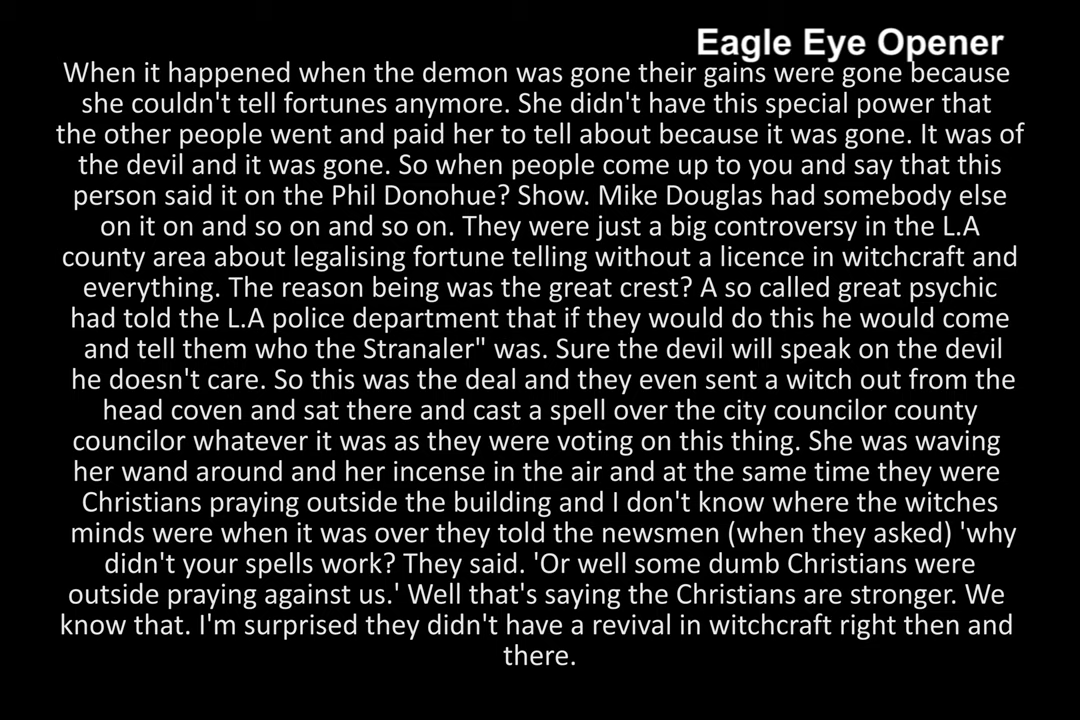 Eagle Eye Opener
When it happened when the demon was gone their gains were gone because
she couldn't tell fortunes anymore. She didn't have this special power that
the other people went and paid her to tell about because it was gone. It was of
the devil and it was gone. So when people come up to you and say that this
person said it on the Phil Donohue? Show. Mike Douglas had somebody else
on it on and so on and so on. They were just a big controversy in the L.A
county area about legalising fortune telling without a licence in witchcraft and
everything. The reason being was the great crest? A so called great psychic
had told the L.A police department that if they would do this he would come
and tell them who the Stranaler" was. Sure the devil will speak on the devil
he doesn't care. So this was the deal and they even sent a witch out from the
head coven and sat there and cast a spell over the city councilor county
councilor whatever it was as they were voting on this thing. She was waving
her wand around and her incense in the air and at the same time they were
Christians praying outside the building and I don't know where the witches
minds were when it was over they told the newsmen (when they asked) 'why
didn't your spells work? They said. 'Or well some dumb Christians were
outside praying against us.' Well that's saying the Christians are stronger. We
know that. I'm surprised they didn't have a revival in witchcraft right then and
there.